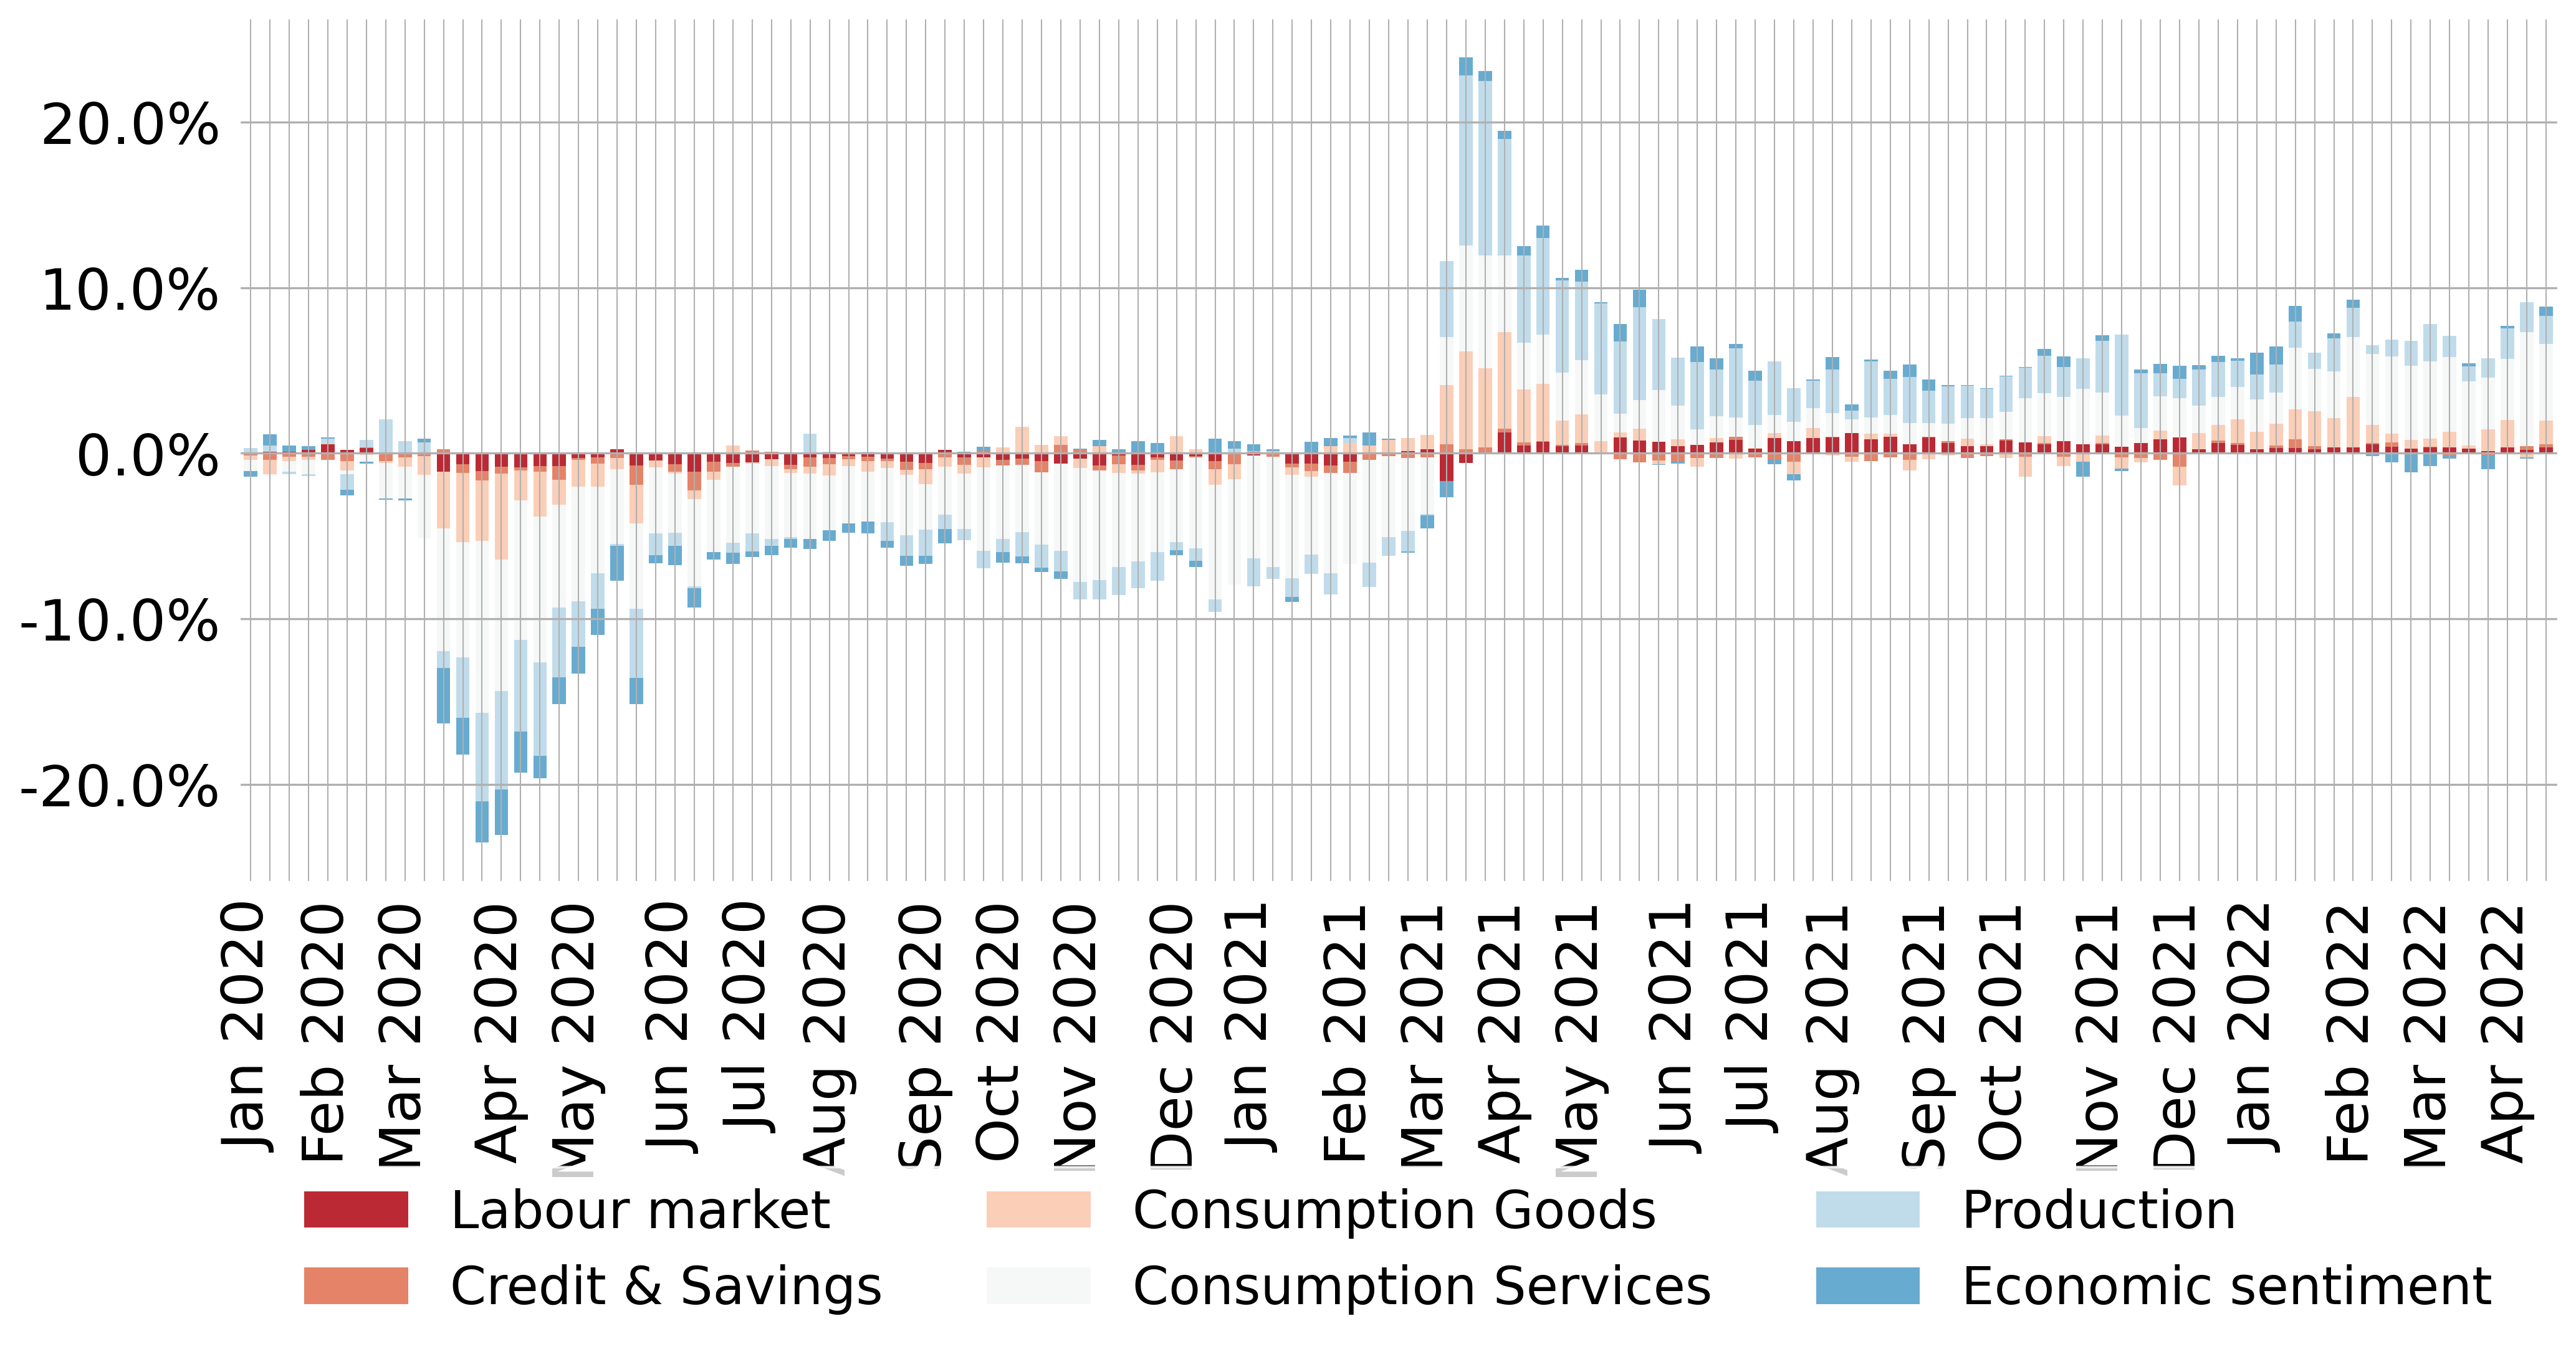 20.0%
10.0%
0.0%
-10.0%
-20.0%
Jan 2020
Feb 2020
Mar 2020
Apr 2020
May 2020
Jun 2020
Jul 2020
Aug 2020
Sep 2020
Oct 2020
Nov 2020
Dec 2020
Jan 2021
Feb 2021
Mar 2021
Apr 2021
May 2021
Jun 2021
Jul 2021
Aug 2021
Sep 2021
Oct 2021
Nov 2021
Dec 2021
Jan 2022
Feb 2022
Mar 2022
Apr 2022
Labour market
Credit & Savings
Consumption Goods
Consumption Services
Production
Economic sentiment